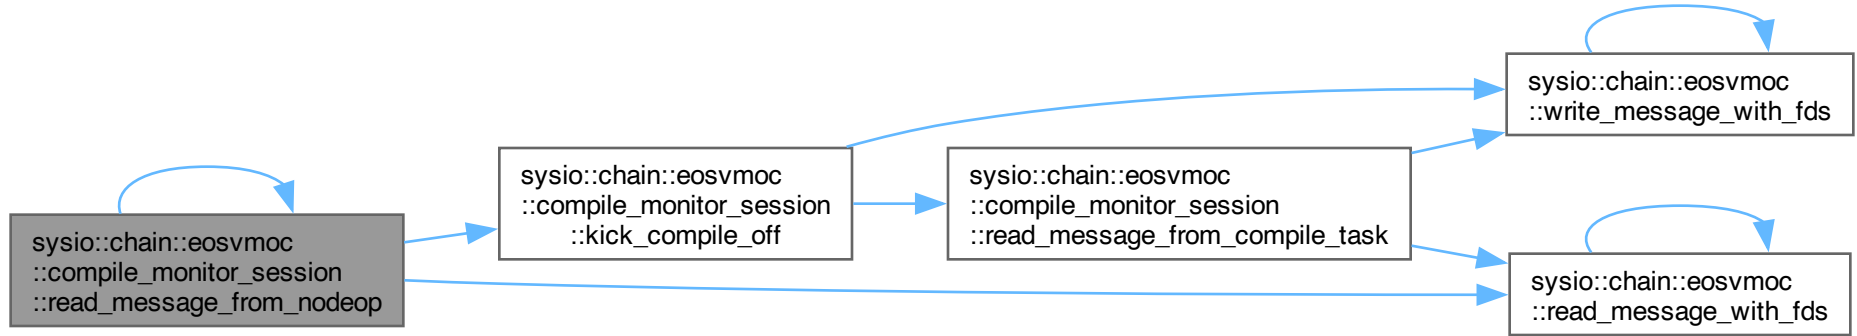 sysio::chain::eosvmoc
::compile_monitor_session
::read_message_from_nodeop
sysio::chain::eosvmoc
::compile_monitor_session
::kick_compile_off
sysio::chain::eosvmoc
::compile_monitor_session
::read_message_from_compile_task
sysio::chain::eosvmoc
::write_message_with_fds
sysio::chain::eosvmoc
::read_message_with_fds